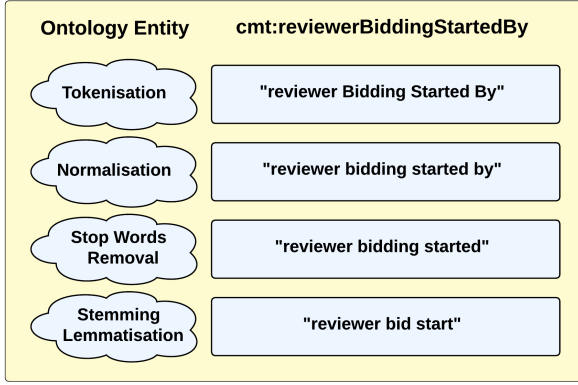 Ontology Entity cmt:reviewerBiddingStartedBy
Tokenisation "reviewer Bidding Started By"
Normalisation "reviewer bidding started by"
Stop Words
Removal
"reviewer bidding started"
Stemming
Lemmatisation
"reviewer bid start"